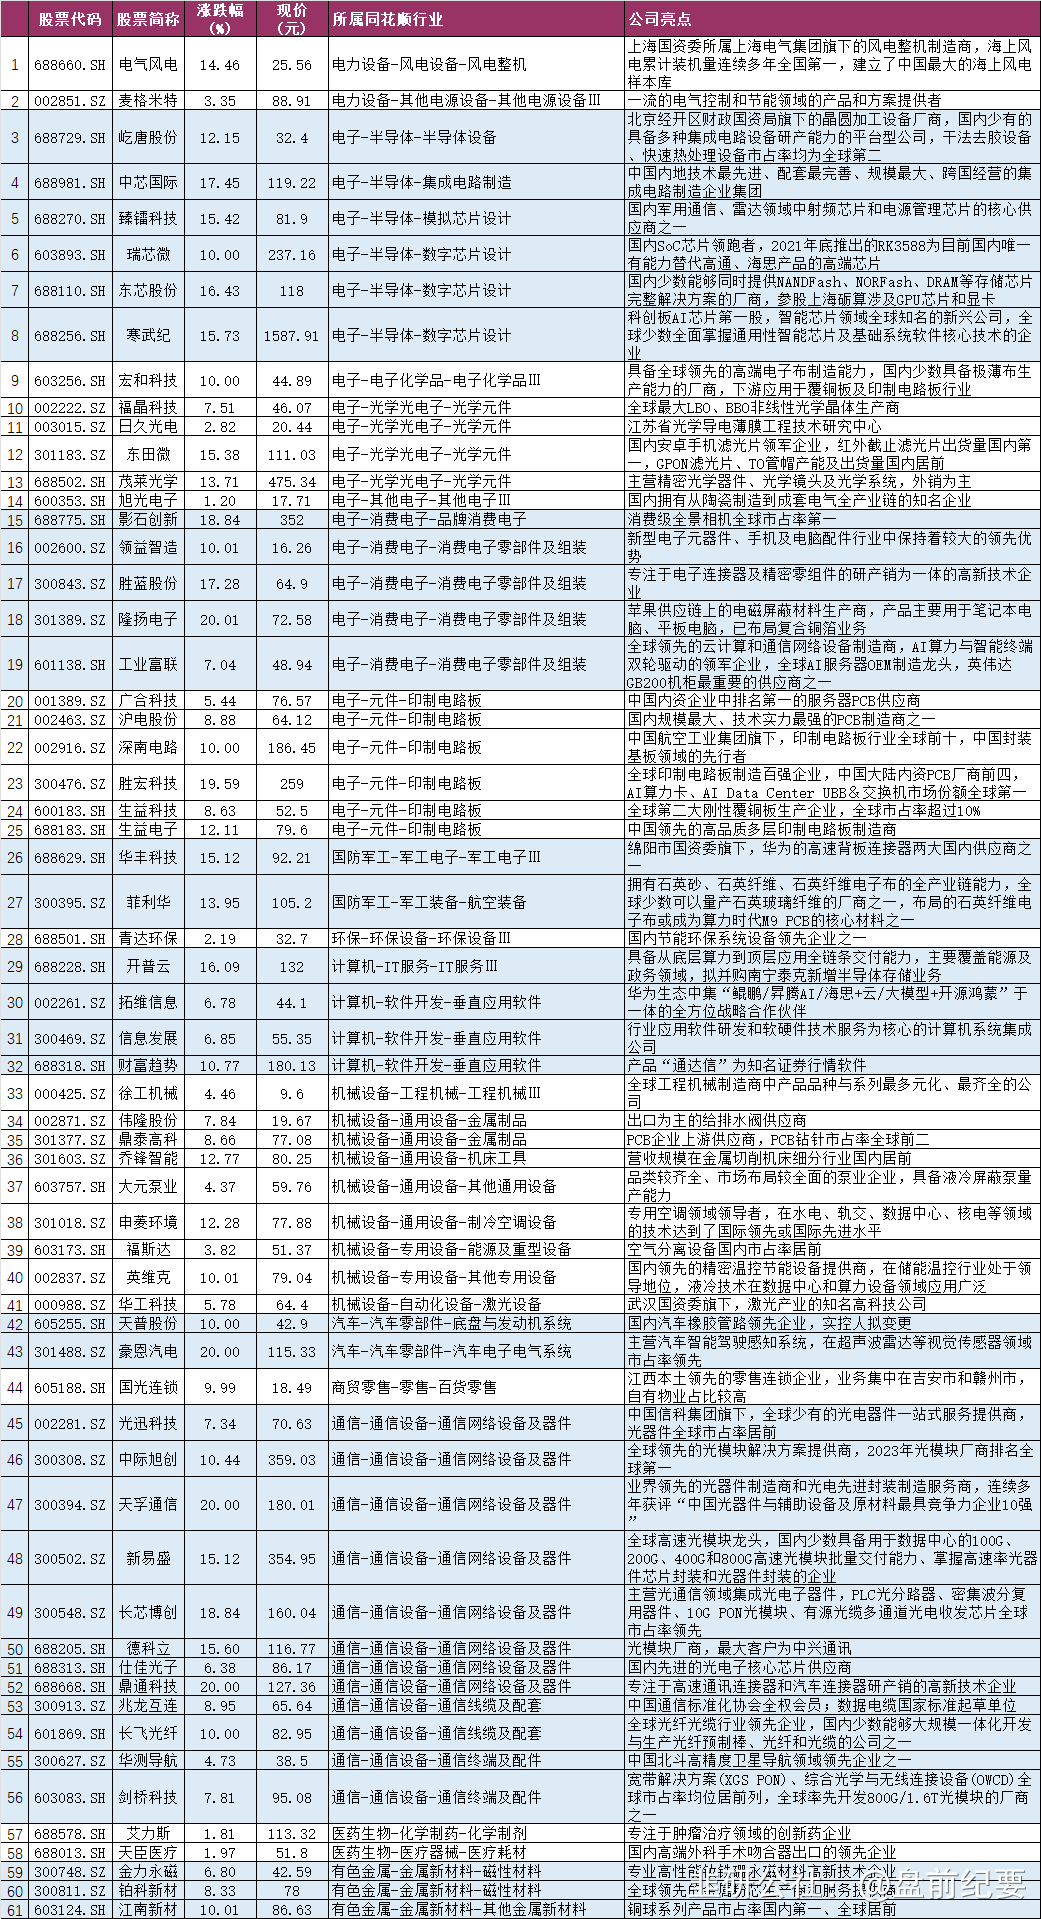 股票代码 股票简称 涨跌幅(%) 现价(元) 所属同花顺行业 公司亮点
1 688660.SH 电气风电 14.46 25.56 电力设备-风电设备-风电整机 上海国资委所属上海电气集团旗下的风电整机制造商，海上风
电累计装机量连续多年全国第一，建立了中国最大的海上风电
样本库
2 002851.SZ 麦格米特 3.35 88.91 电力设备-其他电源设备-其他电源设备Ⅲ 一流的电气控制和节能领域的产品和方案提供者
3 688729.SH 屹唐股份 12.15 32.4 电子-半导体-半导体设备 北京经开区财政国资局旗下的晶圆加工设备厂商，国内少有的
具备多种集成电路设备研产能力的平台型公司，干法去胶设备
、快速热处理设备市占率均为全球第二
4 688981.SH 中芯国际 17.45 119.22 电子-半导体-集成电路制造 中国内地技术最先进、配套最完善、规模最大、跨国经营的集
成电路制造企业集团
5 688270.SH 臻镭科技 15.42 81.9 电子-半导体-模拟芯片设计 国内军用通信、雷达领域中射频芯片和电源管理芯片的核心供
应商之一
6 603893.SH 瑞芯微 10.00 237.16 电子-半导体-数字芯片设计 国内SoC芯片领跑者，2021年底推出的RK3588为目前国内唯一
有能力替代高通、海思产品的高端芯片
7 688110.SH 东芯股份 16.43 118 电子-半导体-数字芯片设计 国内少数能够同时提供NANDFash、NORFash、DRAM等存储芯片
完整解决方案的厂商，参股上海砺算涉及GPU芯片和显卡
8 688256.SH 寒武纪 15.73 1587.91 电子-半导体-数字芯片设计 科创板AI芯片第一股，智能芯片领域全球知名的新兴公司，全
球少数全面掌握通用性智能芯片及基础系统软件核心技术的企
业
9 603256.SH 宏和科技 10.00 44.89 电子-电子化学品-电子化学品Ⅲ 具备全球领先的高端电子布制造能力，国内少数具备极薄布生
产能力的厂商，下游应用于覆铜板及印制电路板行业
10 002222.SZ 福晶科技 7.51 46.07 电子-光学光电子-光学元件 全球最大LBO、BBO非线性光学晶体生产商
11 003015.SZ 日久光电 2.82 20.44 电子-光学光电子-光学元件 江苏省光学导电薄膜工程技术研究中心
12 301183.SZ 东田微 15.38 111.03 电子-光学光电子-光学元件 国内安卓手机滤光片领军企业，红外截止滤光片出货量国内第
一，GPON滤光片、TO管帽产能及出货量国内居前
13 688502.SH 茂莱光学 13.71 475.34 电子-光学光电子-光学元件 主营精密光学器件、光学镜头及光学系统，外销为主
14 600353.SH 旭光电子 1.20 17.71 电子-其他电子-其他电子Ⅲ 国内拥有从陶瓷制造到成套电气全产业链的知名企业
15 688775.SH 影石创新 18.84 352 电子-消费电子-品牌消费电子 消费级全景相机全球市占率第一
16 002600.SZ 领益智造 10.01 16.26 电子-消费电子-消费电子零部件及组装 新型电子元器件、手机及电脑配件行业中保持着较大的领先优
势
17 300843.SZ 胜蓝股份 17.28 64.9 电子-消费电子-消费电子零部件及组装 专注于电子连接器及精密零组件的研产销为一体的高新技术企
业
18 301389.SZ 隆扬电子 20.01 72.58 电子-消费电子-消费电子零部件及组装 苹果供应链上的电磁屏蔽材料生产商，产品主要用于笔记本电
脑、平板电脑，已布局复合铜箔业务
19 601138.SH 工业富联 7.04 48.94 电子-消费电子-消费电子零部件及组装 全球领先的云计算和通信网络设备制造商，AI算力与智能终端
双轮驱动的领军企业，全球AI服务器OEM制造龙头，英伟达
GB200机柜最重要的供应商之一
20 001389.SZ 广合科技 5.44 76.57 电子-元件-印制电路板 中国内资企业中排名第一的服务器PCB供应商
21 002463.SZ 沪电股份 8.88 64.12 电子-元件-印制电路板 国内规模最大、技术实力最强的PCB制造商之一
22 002916.SZ 深南电路 10.00 186.45 电子-元件-印制电路板 中国航空工业集团旗下，印制电路板行业全球前十，中国封装
基板领域的先行者
23 300476.SZ 胜宏科技 19.59 259 电子-元件-印制电路板 全球印制电路板制造百强企业，中国大陆内资PCB厂商前四，
AI算力卡、AI Data Center UBB&交换机市场份额全球第一
24 600183.SH 生益科技 8.63 52.5 电子-元件-印制电路板 全球第二大刚性覆铜板生产企业，全球市占率超过10%
25 688183.SH 生益电子 12.11 79.6 电子-元件-印制电路板 中国领先的高品质多层印制电路板制造商
26 688629.SH 华丰科技 15.12 92.21 国防军工-军工电子-军工电子Ⅲ 绵阳市国资委旗下，华为的高速背板连接器两大国内供应商之
一
27 300395.SZ 菲利华 13.95 105.2 国防军工-军工装备-航空装备 拥有石英砂、石英纤维、石英纤维电子布的全产业链能力，全
球少数可以量产石英玻璃纤维的厂商之一，布局的石英纤维电
子布或成为算力时代M9 PCB的核心材料之一
28 688501.SH 青达环保 2.19 32.7 环保-环保设备-环保设备Ⅲ 国内节能环保系统设备领先企业之一
29 688228.SH 开普云 16.09 132 计算机-IT服务-IT服务Ⅲ 具备从底层算力到顶层应用全链条交付能力，主要覆盖能源及
政务领域，拟并购南宁泰克新增半导体存储业务
30 002261.SZ 拓维信息 6.78 44.1 计算机-软件开发-垂直应用软件 华为生态中集“鲲鹏/昇腾AI/海思+云/大模型+开源鸿蒙”于
一体的全方位战略合作伙伴
31 300469.SZ 信息发展 6.85 55.35 计算机-软件开发-垂直应用软件 行业应用软件研发和软硬件技术服务为核心的计算机系统集成
公司
32 688318.SH 财富趋势 10.77 180.13 计算机-软件开发-垂直应用软件 产品“通达信”为知名证券行情软件
33 000425.SZ 徐工机械 4.46 9.6 机械设备-工程机械-工程机械Ⅲ 全球工程机械制造商中产品品种与系列最多元化、最齐全的公
司
34 002871.SZ 伟隆股份 7.84 19.67 机械设备-通用设备-金属制品 出口为主的给排水阀供应商
35 301377.SZ 鼎泰高科 8.66 77.08 机械设备-通用设备-金属制品 PCB企业上游供应商，PCB钻针市占率全球前二
36 301603.SZ 乔锋智能 12.77 80.25 机械设备-通用设备-机床工具 营收规模在金属切削机床细分行业国内居前
37 603757.SH 大元泵业 4.37 59.76 机械设备-通用设备-其他通用设备 品类较齐全、市场布局较全面的泵业企业，具备液冷屏蔽泵量
产能力
38 301018.SZ 申菱环境 12.28 77.88 机械设备-通用设备-制冷空调设备 专用空调领域领导者，在水电、轨交、数据中心、核电等领域
的技术达到了国际领先或国际先进水平
39 603173.SH 福斯达 3.82 51.37 机械设备-专用设备-能源及重型设备 空气分离设备国内市占率居前
40 002837.SZ 英维克 10.01 79.04 机械设备-专用设备-其他专用设备 国内领先的精密温控节能设备提供商，在储能温控行业处于领
导地位，液冷技术在数据中心和算力设备领域应用广泛
41 000988.SZ 华工科技 5.78 64.4 机械设备-自动化设备-激光设备 武汉国资委旗下，激光产业的知名高科技公司
42 605255.SH 天普股份 10.00 42.9 汽车-汽车零部件-底盘与发动机系统 国内汽车橡胶管路领先企业，实控人拟变更
43 301488.SZ 豪恩汽电 20.00 115.33 汽车-汽车零部件-汽车电子电气系统 主营汽车智能驾驶感知系统，在超声波雷达等视觉传感器领域
市占率领先
44 605188.SH 国光连锁 9.99 18.49 商贸零售-零售-百货零售 江西本土领先的零售连锁企业，业务集中在吉安市和赣州市，
自有物业占比较高
45 002281.SZ 光迅科技 7.34 70.63 通信-通信设备-通信网络设备及器件 中国信科集团旗下，全球少有的光电器件一站式服务提供商，
光器件全球市占率居前
46 300308.SZ 中际旭创 10.44 359.03 通信-通信设备-通信网络设备及器件 全球领先的光模块解决方案提供商，2023年光模块厂商排名全
球第一
47 300394.SZ 天孚通信 20.00 180.01 通信-通信设备-通信网络设备及器件 业界领先的光器件制造商和光电先进封装制造服务商，连续多
年获评“中国光器件与辅助设备及原材料最具竞争力企业10强
”
48 300502.SZ 新易盛 15.12 354.95 通信-通信设备-通信网络设备及器件 全球高速光模块龙头，国内少数具备用于数据中心的100G、
200G、400G和800G高速光模块批量交付能力、掌握高速率光器
件芯片封装和光器件封装的企业
49 300548.SZ 长芯博创 18.84 160.04 通信-通信设备-通信网络设备及器件 主营光通信领域集成光电子器件，PLC光分路器、密集波分复
用器件、10G PON光模块、有源光缆多通道光电收发芯片全球
市占率领先
50 688205.SH 德科立 15.60 116.77 通信-通信设备-通信网络设备及器件 光模块厂商，最大客户为中兴通讯
51 688313.SH 仕佳光子 6.38 86.17 通信-通信设备-通信网络设备及器件 国内先进的光电子核心芯片供应商
52 688668.SH 鼎通科技 20.00 127.36 通信-通信设备-通信网络设备及器件 专注于高速通讯连接器和汽车连接器研产销的高新技术企业
53 300913.SZ 兆龙互连 8.95 65.64 通信-通信设备-通信线缆及配套 中国通信标准化协会全权会员；数据电缆国家标准起草单位
54 601869.SH 长飞光纤 10.00 82.95 通信-通信设备-通信线缆及配套 全球光纤光缆行业领先企业，国内少数能够大规模一体化开发
与生产光纤预制棒、光纤和光缆的公司之一
55 300627.SZ 华测导航 4.73 38.5 通信-通信设备-通信终端及配件 中国北斗高精度卫星导航领域领先企业之一
56 603083.SH 剑桥科技 7.81 95.08 通信-通信设备-通信终端及配件 宽带解决方案(XGS PON)、综合光学与无线连接设备(OWCD)全
球市占率均位居前列，全球率先开发800G/1.6T光模块的厂商
之一
57 688578.SH 艾力斯 1.81 113.32 医药生物-化学制药-化学制剂 专注于肿瘤治疗领域的创新药企业
58 688013.SH 天臣医疗 1.97 51.8 医药生物-医疗器械-医疗耗材 国内高端外科手术吻合器出口的领先企业
59 300748.SZ 金力永磁 6.80 42.59 有色金属-金属新材料-磁性材料 专业高性能钕铁硼永磁材料高新技术企业
60 300811.SZ 铂科新材 8.33 78 有色金属-金属新材料-磁性材料 全球领先的金属粉芯生产商和服务提供商
61 603124.SH 江南新材 10.01 86.63 有色金属-金属新材料-其他金属新材料 铜球系列产品市占率国内第一、全球居前
@盘前纪要